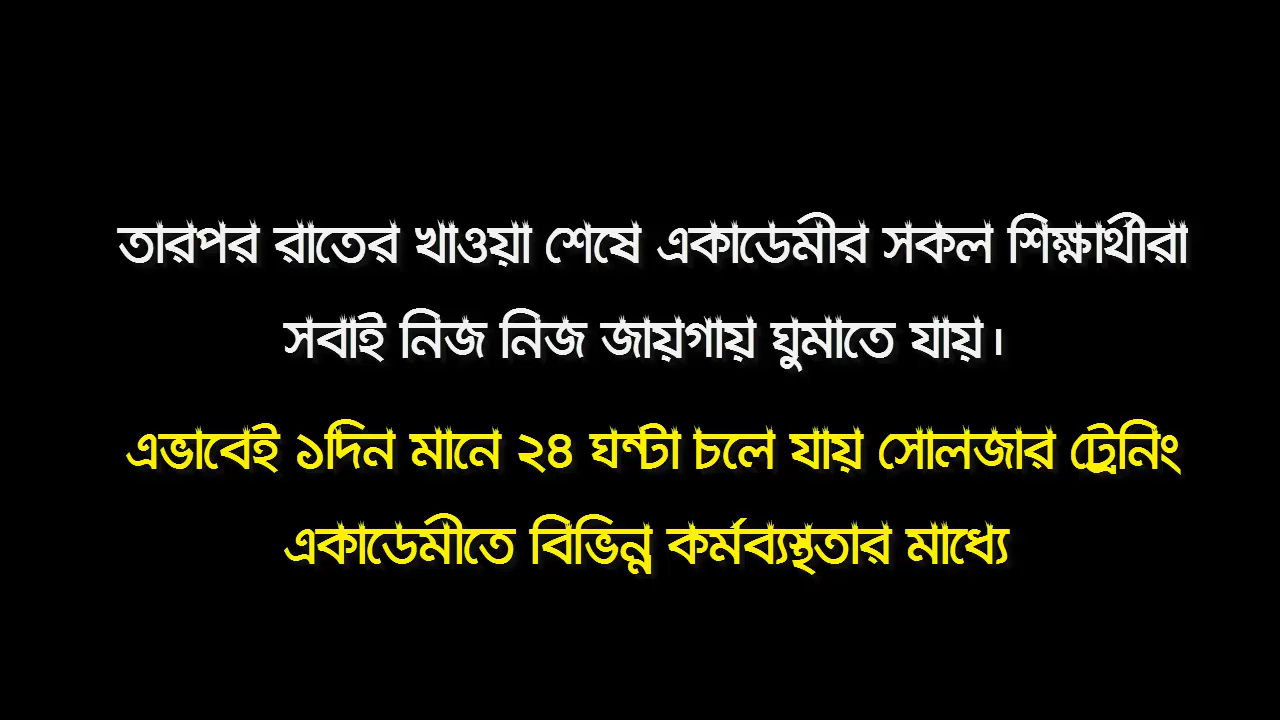 তারপর রাতের খাওয়া শেষে একাডেমীর সকল শিক্ষার্থীরা
সবাই নিজ নিজ জায়গায় ঘুমাতে যায়।
এভাবেই ১দিন মানে ২৪ ঘন্টা চলে যায় সোলজার ট্রেনিং
একাডেমীতে বিভিন্ন কর্মব্যস্থতার মাধ্যে